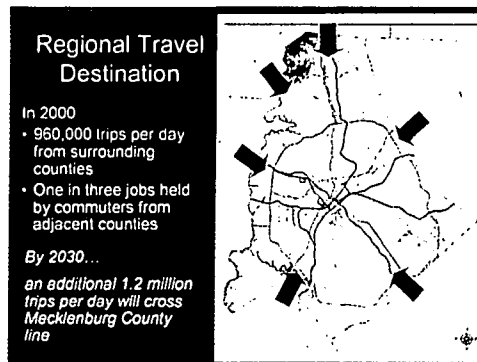 Regional Travel
Destination
In 2000
• 960,000 trips per day
from surrounding
counties
• One in three jobs held
by commuters from
adjacent counties
By 2030...
an additional 1.2 million
trips per day will cross
Mecklenburg County
line